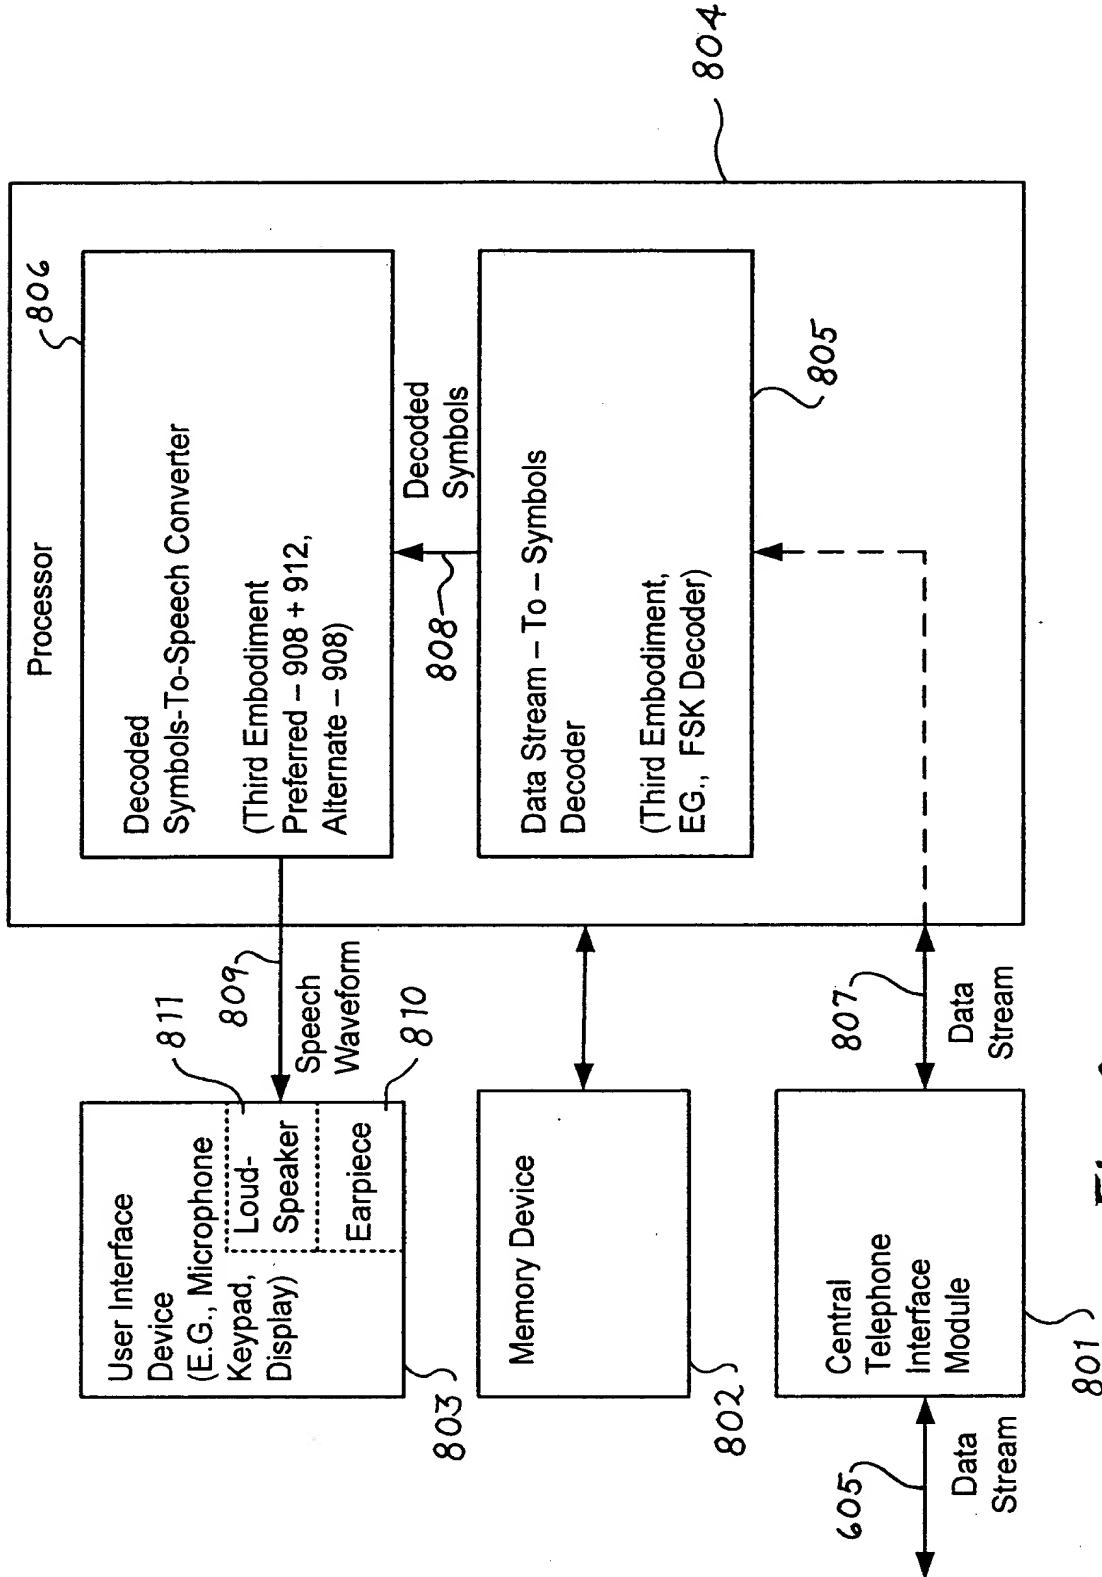 Processor
806
Decoded
Symbols-To-Speech Converter
(Third Embodiment
Preferred – 908 + 912,
Alternate – 908)
808
Decoded
Symbols
Data Stream – To – Symbols
Decoder
(Third Embodiment,
EG., FSK Decoder)
805
804
User Interface
Device
(E.G., Microphone
Keypad,
Display)
Loud-
Speaker
Earpiece
811
809
Speech
Waveform
810
803
Memory Device
802
807
Data
Stream
Central
Telephone
Interface
Module
801
605
Data
Stream